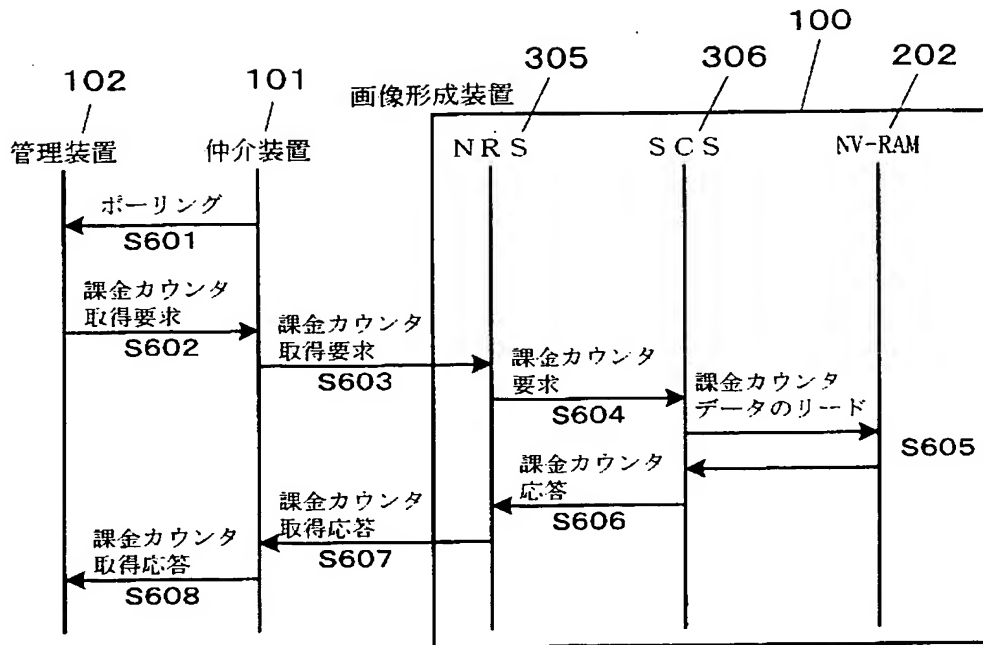 100
102
101
305
306
202
画像形成装置
管理装置
仲介装置
NRS
SCS
NV-RAM
ポーリング
S601
課金カウンタ
取得要求
S602
課金カウンタ
取得要求
S603
課金カウンタ
要求
S604
課金カウンタ
データのリード
S605
課金カウンタ
応答
S606
課金カウンタ
取得応答
S607
課金カウンタ
取得応答
S608